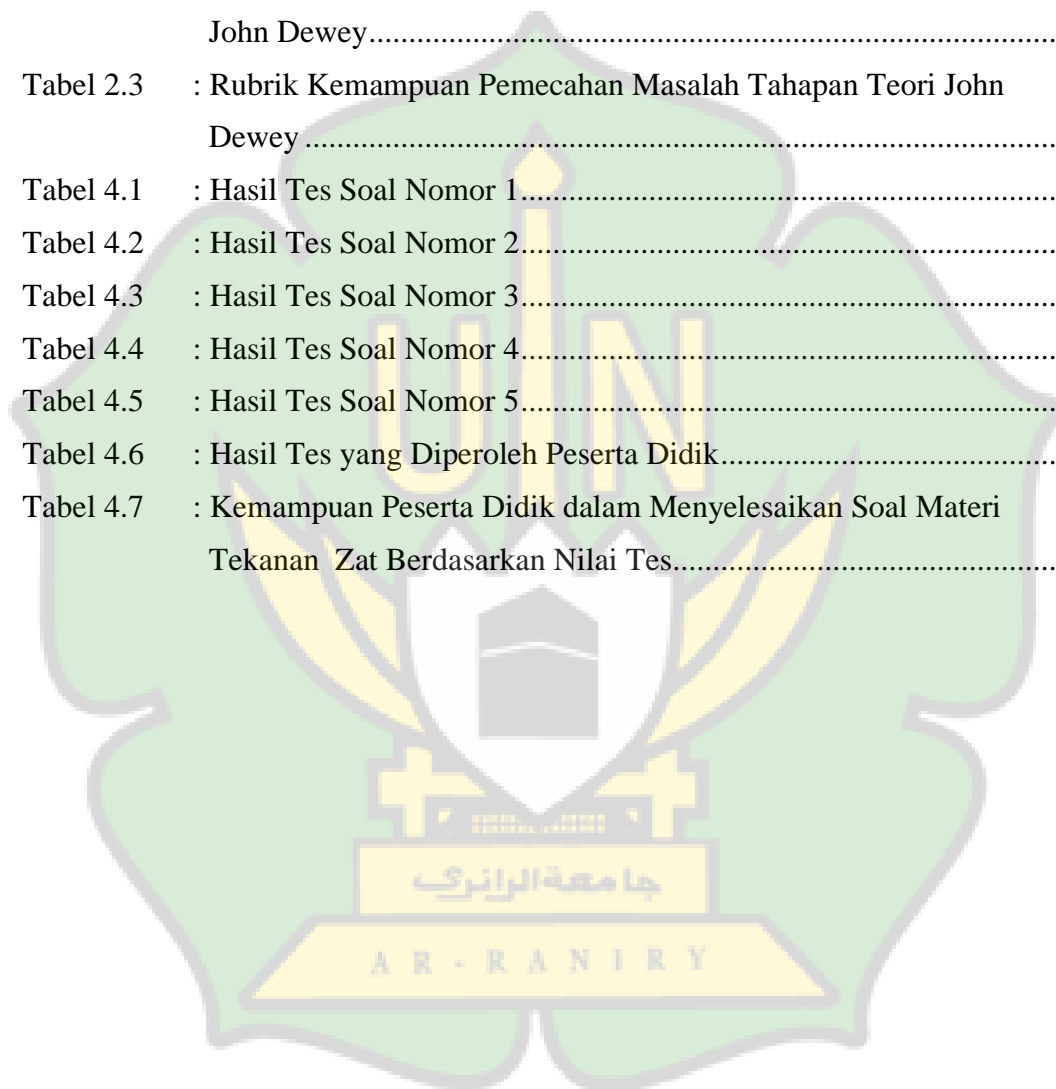 John Dewey......................................................................................
Tabel 2.3 : Rubrik Kemampuan Pemecahan Masalah Tahapan Teori John
Dewey..............................................................................................
Tabel 4.1 : Hasil Tes Soal Nomor 1...................................................................
Tabel 4.2 : Hasil Tes Soal Nomor 2...................................................................
Tabel 4.3 : Hasil Tes Soal Nomor 3...................................................................
Tabel 4.4 : Hasil Tes Soal Nomor 4...................................................................
Tabel 4.5 : Hasil Tes Soal Nomor 5...................................................................
Tabel 4.6 : Hasil Tes yang Diperoleh Peserta Didik..........................................
Tabel 4.7 : Kemampuan Peserta Didik dalam Menyelesaikan Soal Materi
Tekanan Zat Berdasarkan Nilai Tes................................................
UIN
جامعة الرانري
AR-RANIRY